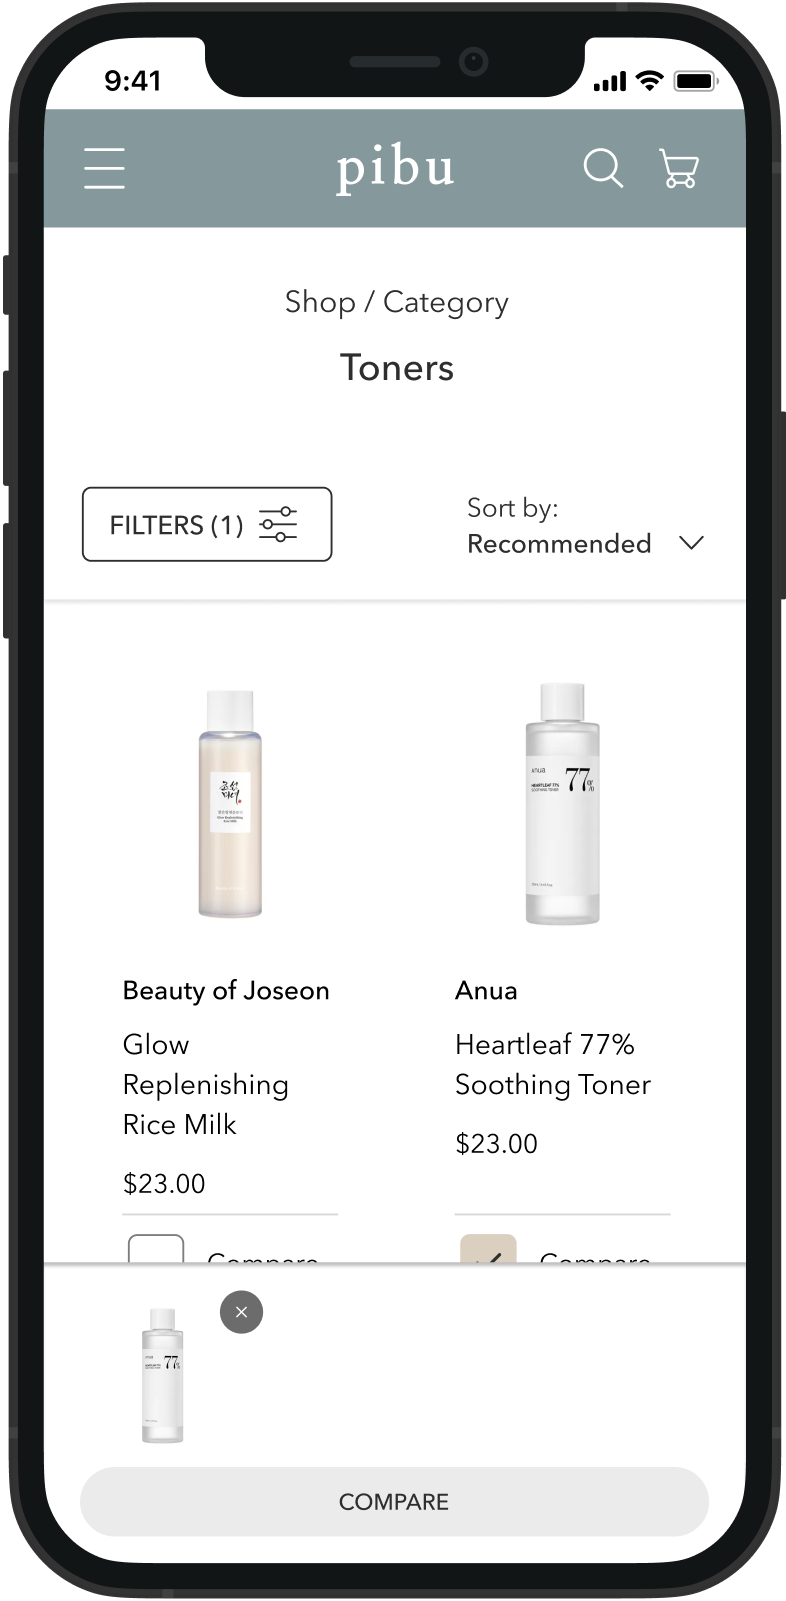 9:41
pibu
Shop / Category
Toners
FILTERS (1)
Sort by:
Recommended
Anua
77%
HEARTLEAF 77%
SOOTHING TONER
Beauty of Joseon
Glow
Replenishing
Rice Milk
$23.00
Anua
Heartleaf 77%
Soothing Toner
$23.00
Compare
Compare
77%
COMPARE